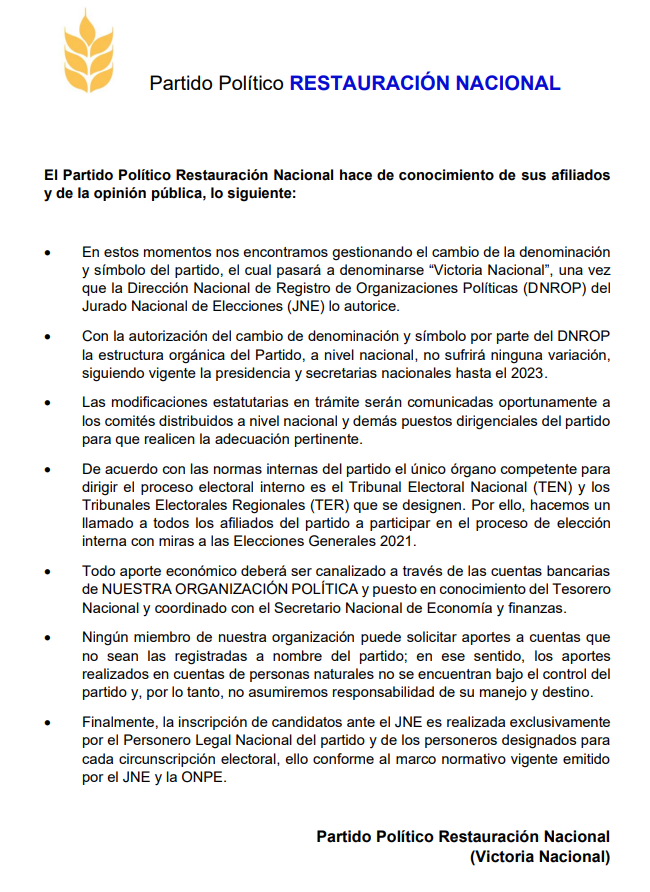 Partido Político RESTAURACIÓN NACIONAL
El Partido Político Restauración Nacional hace de conocimiento de sus afiliados
y de la opinión pública, lo siguiente:
• En estos momentos nos encontramos gestionando el cambio de la denominación
y símbolo del partido, el cual pasará a denominarse “Victoria Nacional”, una vez
que la Dirección Nacional de Registro de Organizaciones Políticas (DNROP) del
Jurado Nacional de Elecciones (JNE) lo autorice.
• Con la autorización del cambio de denominación y símbolo por parte del DNROP
la estructura orgánica del Partido, a nivel nacional, no sufrirá ninguna variación,
siguiendo vigente la presidencia y secretarias nacionales hasta el 2023.
• Las modificaciones estatutarias en trámite serán comunicadas oportunamente a
los comités distribuidos a nivel nacional y demás puestos dirigenciales del partido
para que realicen la adecuación pertinente.
• De acuerdo con las normas internas del partido el único órgano competente para
dirigir el proceso electoral interno es el Tribunal Electoral Nacional (TEN) y los
Tribunales Electorales Regionales (TER) que se designen. Por ello, hacemos un
llamado a todos los afiliados del partido a participar en el proceso de elección
interna con miras a las Elecciones Generales 2021.
• Todo aporte económico deberá ser canalizado a través de las cuentas bancarias
de NUESTRA ORGANIZACIÓN POLÍTICA y puesto en conocimiento del Tesorero
Nacional y coordinado con el Secretario Nacional de Economía y finanzas.
• Ningún miembro de nuestra organización puede solicitar aportes a cuentas que
no sean las registradas a nombre del partido; en ese sentido, los aportes
realizados en cuentas de personas naturales no se encuentran bajo el control del
partido y, por lo tanto, no asumiremos responsabilidad de su manejo y destino.
• Finalmente, la inscripción de candidatos ante el JNE es realizada exclusivamente
por el Personero Legal Nacional del partido y de los personeros designados para
cada circunscripción electoral, ello conforme al marco normativo vigente emitido
por el JNE y la ONPE.
Partido Político Restauración Nacional
(Victoria Nacional)